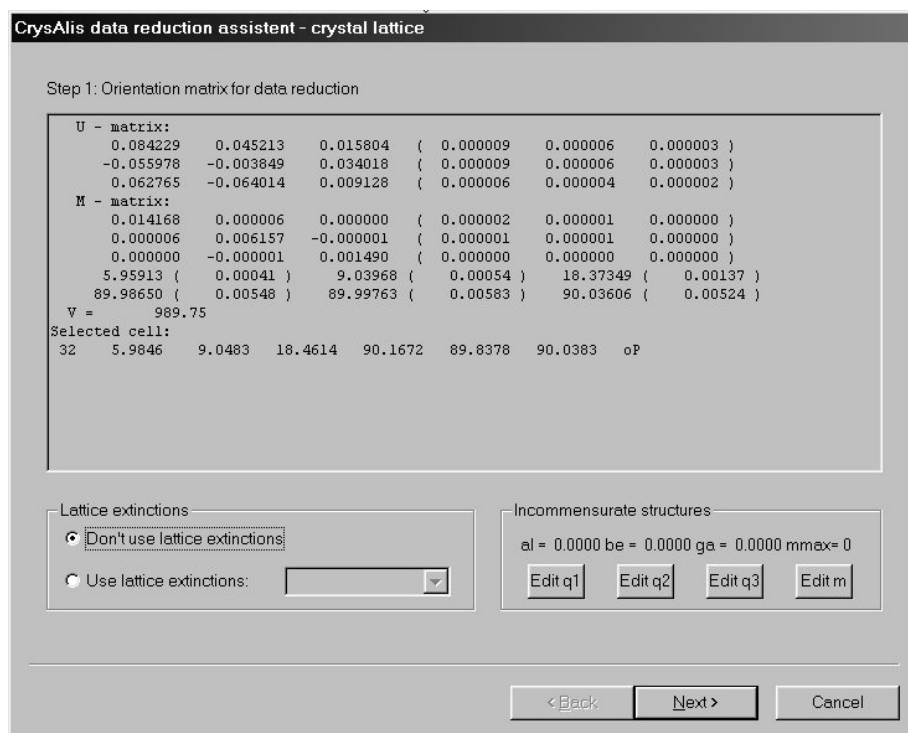 CrysAlis data reduction assistent - crystal lattice
Step 1: Orientation matrix for data reduction
U - matrix:
0.084229 0.045213 0.015804 ( 0.000009 0.000006 0.000003 )
-0.055978 -0.003849 0.034018 ( 0.000009 0.000006 0.000003 )
0.062765 -0.064014 0.009128 ( 0.000006 0.000004 0.000002 )
M - matrix:
0.014168 0.000006 0.000000 ( 0.000002 0.000001 0.000000 )
0.000006 0.006157 -0.000001 ( 0.000001 0.000001 0.000000 )
0.000000 -0.000001 0.001490 ( 0.000000 0.000000 0.000000 )
5.95913 ( 0.00041 ) 9.03968 ( 0.00054 ) 18.37349 ( 0.00137 )
89.98650 ( 0.00548 ) 89.99763 ( 0.00583 ) 90.03606 ( 0.00524 )
V = 989.75
Selected cell:
32 5.9846 9.0483 18.4614 90.1672 89.8378 90.0383 oP
Lattice extinctions
Don't use lattice extinctions
Use lattice extinctions:
Incommensurate structures
al = 0.0000 be = 0.0000 ga = 0.0000 mmax= 0
Edit q1 Edit q2 Edit q3 Edit m
< Back Next > Cancel